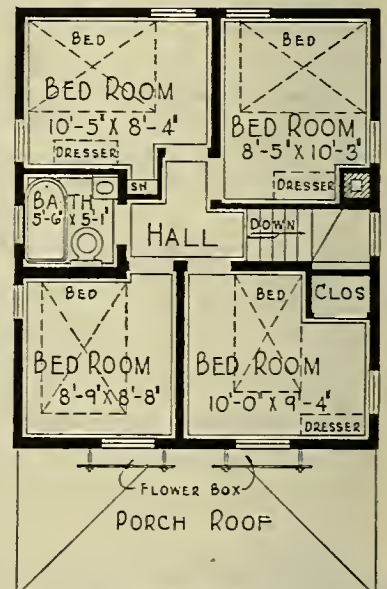 BED
BED ROOM
10'-5" X 8'-4"
DRESSER
BED
BED ROOM
8'-5" X 10'-3"
DRESSER
SH
BATH
5'-6" X 5'-1"
HALL
DOWN
CLOS
BED
BED ROOM
8'-9" X 8'-8"
BED
BED ROOM
10'-0" X 9'-4"
DRESSER
FLOWER BOX
PORCH ROOF